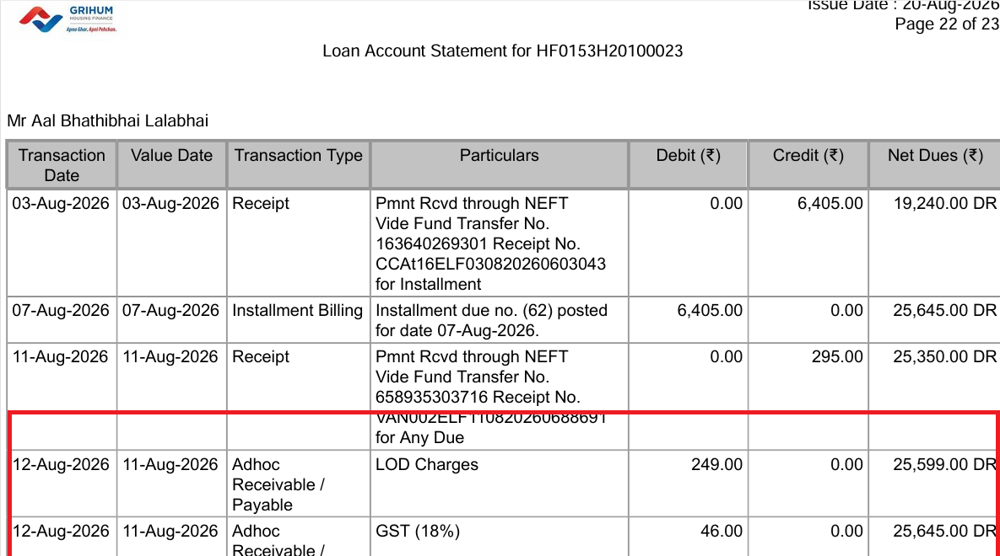 GRIHUM
HOUSING FINANCE
Apna Ghar. Apni Pehchan.
Issue Date : 20-Aug-2026
Page 22 of 23
Loan Account Statement for HF0153H20100023
Mr Aal Bhathibhai Lalabhai
Transaction Date Value Date Transaction Type Particulars Debit (₹) Credit (₹) Net Dues (₹)
03-Aug-2026 03-Aug-2026 Receipt Pmnt Rcvd through NEFT 0.00 6,405.00 19,240.00 DR
Vide Fund Transfer No.
163640269301 Receipt No.
CCAt16ELF030820260603043
for Installment
07-Aug-2026 07-Aug-2026 Installment Billing Installment due no. (62) posted 6,405.00 0.00 25,645.00 DR
for date 07-Aug-2026.
11-Aug-2026 11-Aug-2026 Receipt Pmnt Rcvd through NEFT 0.00 295.00 25,350.00 DR
Vide Fund Transfer No.
658935303716 Receipt No.
VAN002ELF110820260688691
for Any Due
12-Aug-2026 11-Aug-2026 Adhoc LOD Charges 249.00 0.00 25,599.00 DR
Receivable /
Payable
12-Aug-2026 11-Aug-2026 Adhoc GST (18%) 46.00 0.00 25,645.00 DR
Receivable /